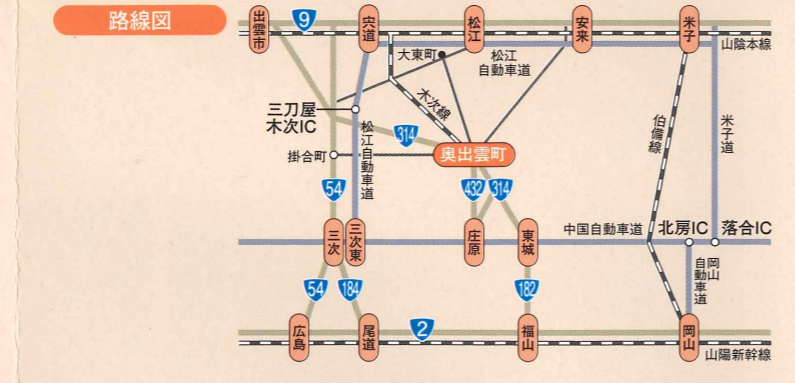 路線図
9
出雲市
宍道
松江
安来
米子
山陰本線
大東町
松江
自動車道
三刀屋
木次IC
木次線
314
伯備線
米子道
松江自動車道
掛合町
奥出雲町
54
432
314
中国自動車道
北房IC
落合IC
三次
三次東
庄原
東城
岡山
自動車道
54
184
182
広島
尾道
2
福山
岡山
山陽新幹線